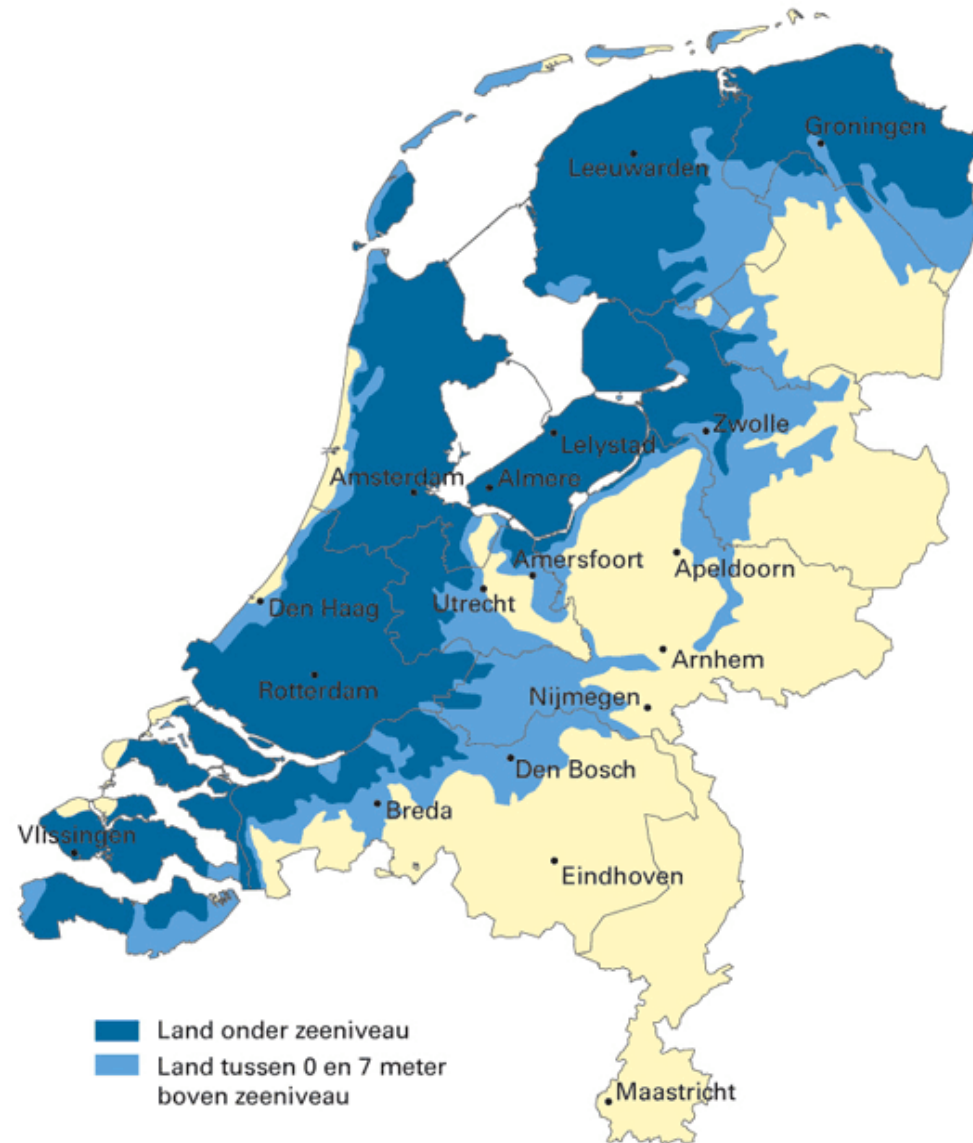 Groningen
Leeuwarden
Zwolle
Lelystad
Amsterdam
Almere
Amersfoort
Apeldoorn
Utrecht
Den Haag
Arnhem
Rotterdam
Nijmegen
Den Bosch
Breda
Vlissingen
Eindhoven
Land onder zeeniveau
Land tussen 0 en 7 meter
boven zeeniveau
Maastricht